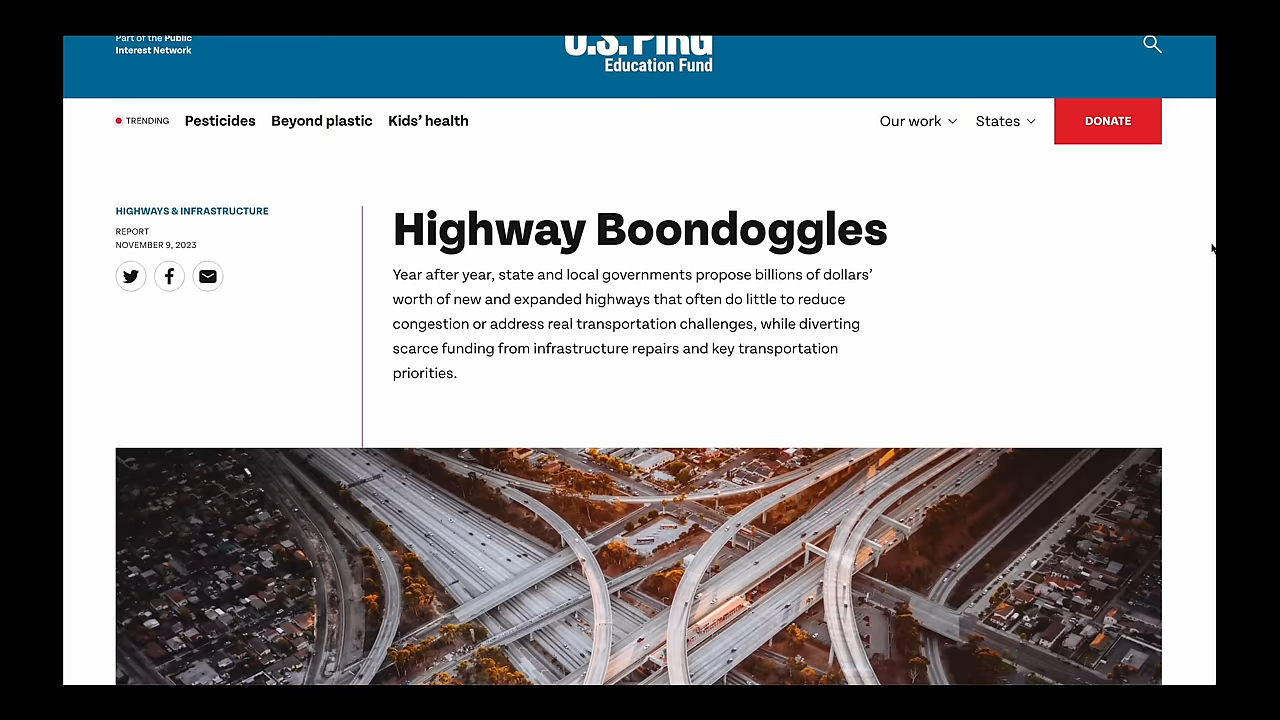 Part of the Public
Interest Network
U.S. PIRG
Education Fund
TRENDING
Pesticides
Beyond plastic
Kids’ health
Our work
States
DONATE
HIGHWAYS & INFRASTRUCTURE
REPORT
NOVEMBER 9, 2023
Highway Boondoggles
Year after year, state and local governments propose billions of dollars’
worth of new and expanded highways that often do little to reduce
congestion or address real transportation challenges, while diverting
scarce funding from infrastructure repairs and key transportation
priorities.